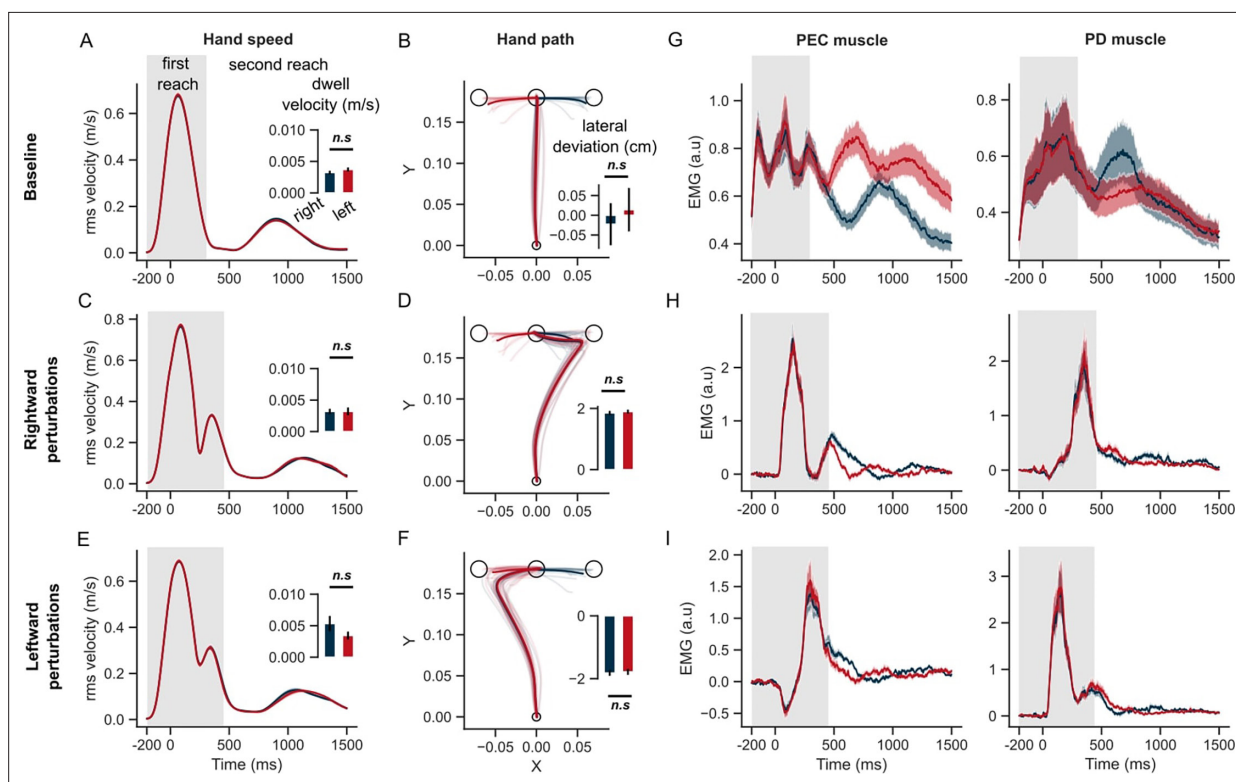 A
Hand speed
B
Hand path
G
PEC muscle
PD muscle
Baseline
first
reach
second reach
dwell
velocity (m/s)
n.s
0.010
0.005
0.000
right
left
rms velocity (m/s)
0.6
0.4
0.2
0.0
-200
0
500
1000
1500
Y
0.15
0.10
0.05
0.00
lateral
deviation (cm)
n.s
0.05
0.00
−0.05
−0.05
0.00
0.05
EMG (a.u)
1.0
0.8
0.6
0.4
-200
0
500
1000
1500
0.8
0.6
0.4
-200
0
500
1000
1500
C
D
H
Rightward
perturbations
rms velocity (m/s)
0.8
0.6
0.4
0.2
0.0
n.s
0.010
0.005
0.000
-200
0
500
1000
1500
Y
0.15
0.10
0.05
0.00
n.s
2
0
−0.05
0.00
0.05
EMG (a.u)
2
1
0
-200
0
500
1000
1500
2
1
0
-200
0
500
1000
1500
E
F
I
Leftward
perturbations
rms velocity (m/s)
0.6
0.4
0.2
0.0
n.s
0.010
0.005
0.000
-200
0
500
1000
1500
Time (ms)
Y
0.15
0.10
0.05
0.00
0
−2
n.s
−0.05
0.00
0.05
X
EMG (a.u)
2.0
1.5
1.0
0.5
0.0
−0.5
-200
0
500
1000
1500
Time (ms)
3
2
1
0
-200
0
500
1000
1500
Time (ms)